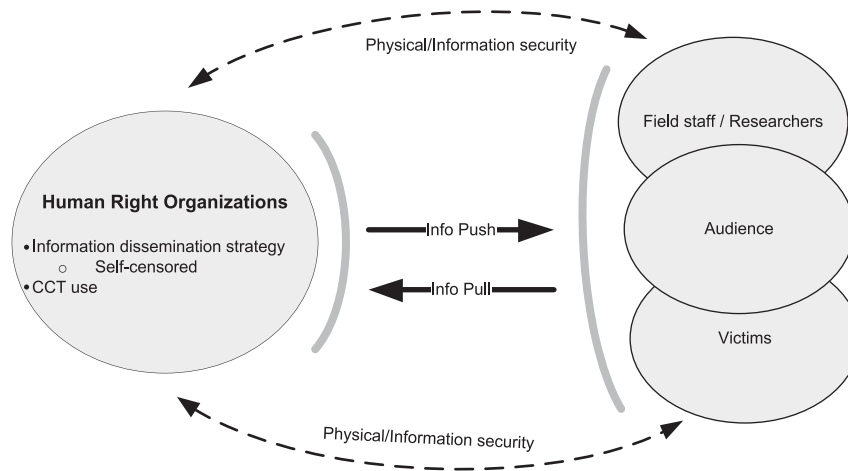 Physical/Information security
Human Right Organizations
•Information dissemination strategy
○ Self-censored
•CCT use
Info Push
Info Pull
Field staff / Researchers
Audience
Victims
Physical/Information security